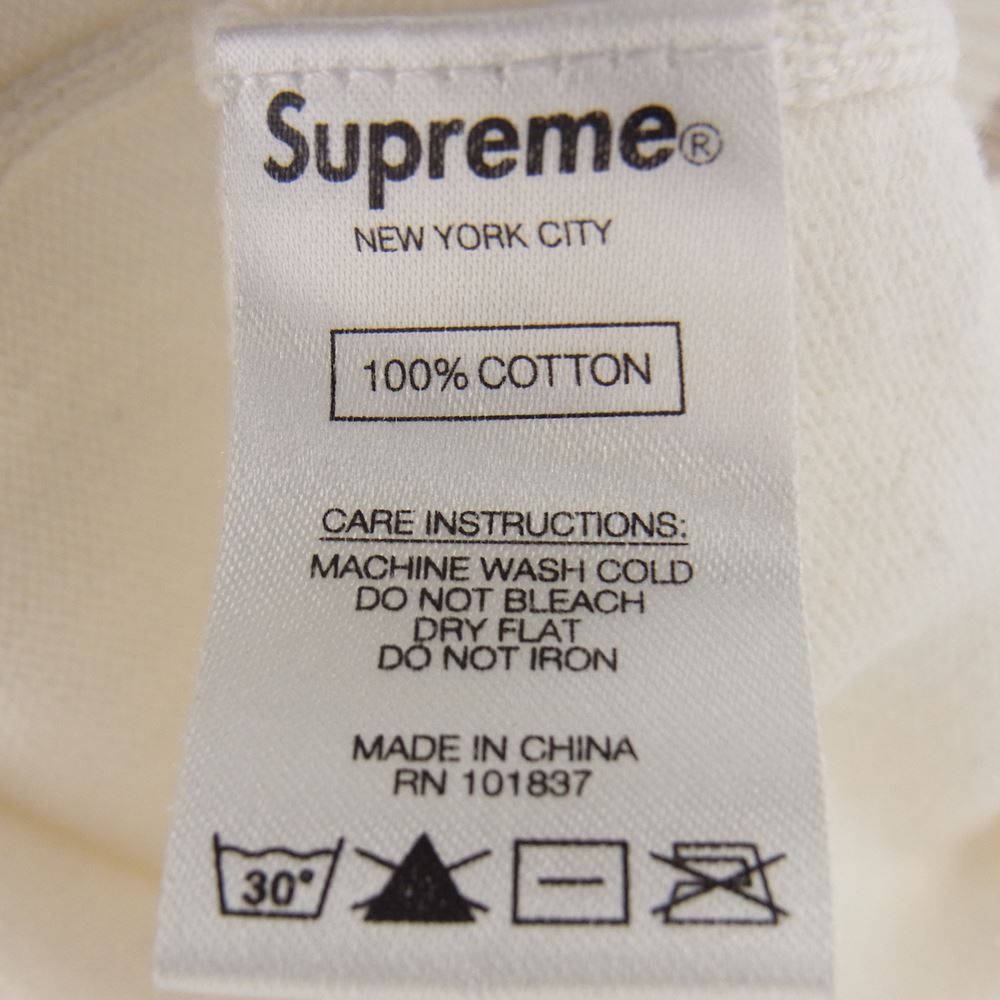 Supreme®
NEW YORK CITY
100% COTTON
CARE INSTRUCTIONS:
MACHINE WASH COLD
DO NOT BLEACH
DRY FLAT
DO NOT IRON
MADE IN CHINA
RN 101837
30°